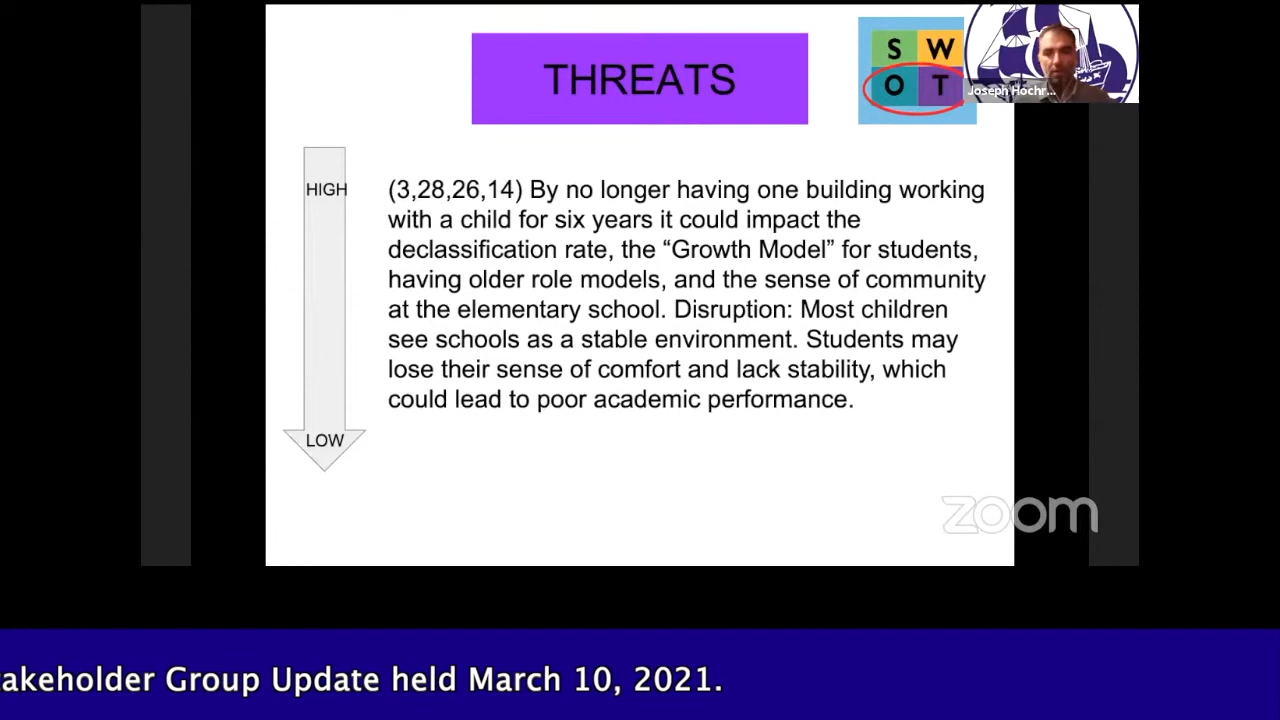 THREATS
S W
O T
Joseph Hochr...
HIGH
(3,28,26,14) By no longer having one building working
with a child for six years it could impact the
declassification rate, the “Growth Model” for students,
having older role models, and the sense of community
at the elementary school. Disruption: Most children
see schools as a stable environment. Students may
lose their sense of comfort and lack stability, which
could lead to poor academic performance.
LOW
zoom
takeholder Group Update held March 10, 2021.